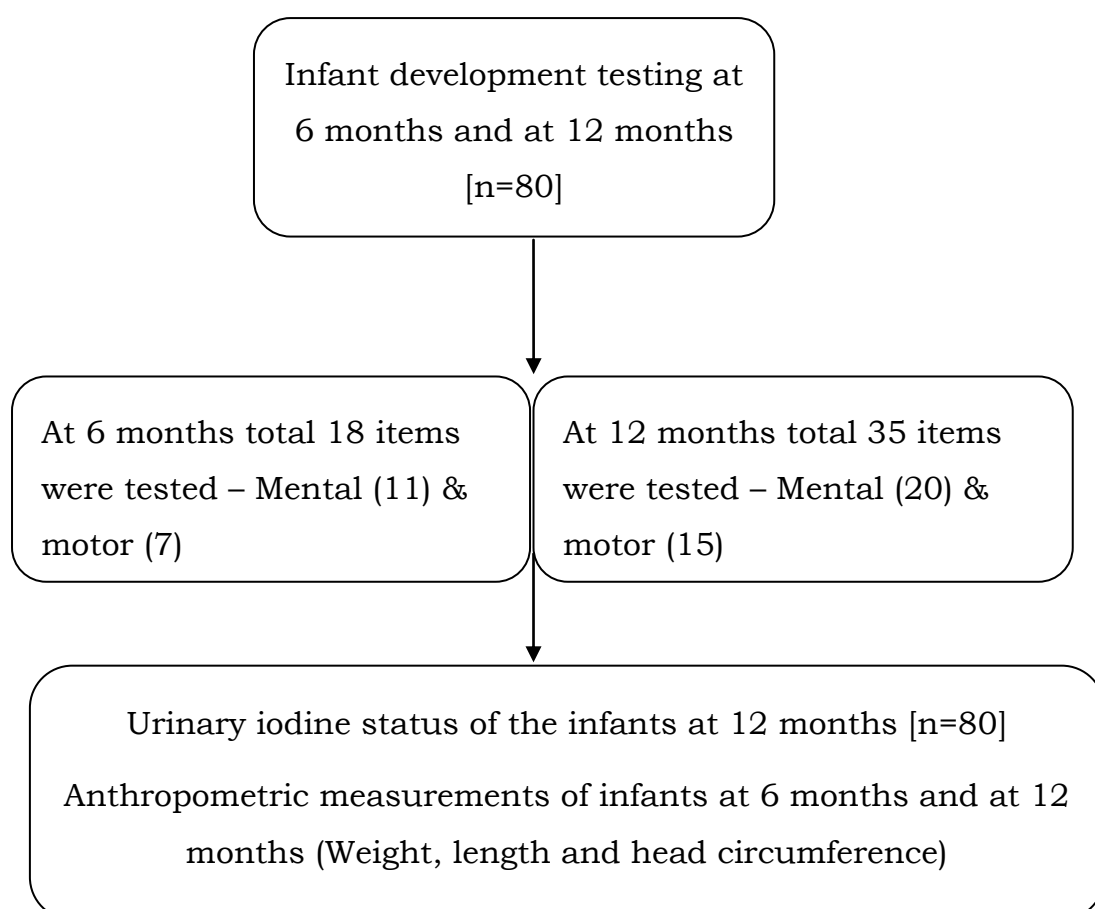 Infant development testing at
6 months and at 12 months
[n=80]
At 6 months total 18 items
were tested – Mental (11) &
motor (7)
At 12 months total 35 items
were tested – Mental (20) &
motor (15)
Urinary iodine status of the infants at 12 months [n=80]
Anthropometric measurements of infants at 6 months and at 12
months (Weight, length and head circumference)